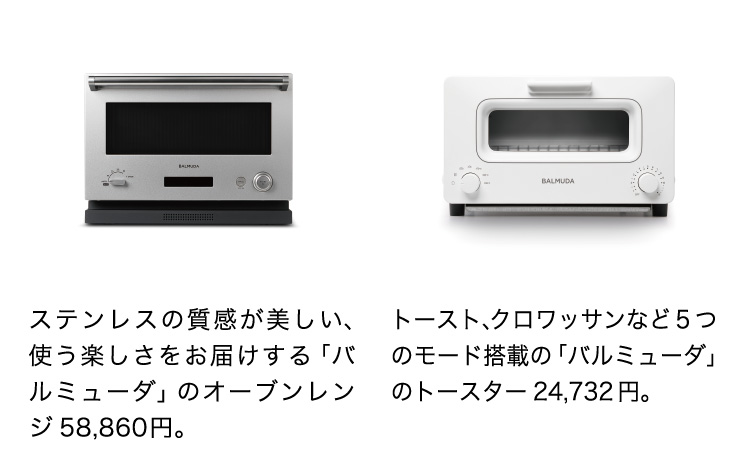 BALMUDA
BALMUDA
ステンレスの質感が美しい、
使う楽しさをお届けする「バ
ルミューダ」のオーブンレン
ジ 58,860円。
トースト、クロワッサンなど 5 つ
のモード搭載の「バルミューダ」
のトースター 24,732 円。